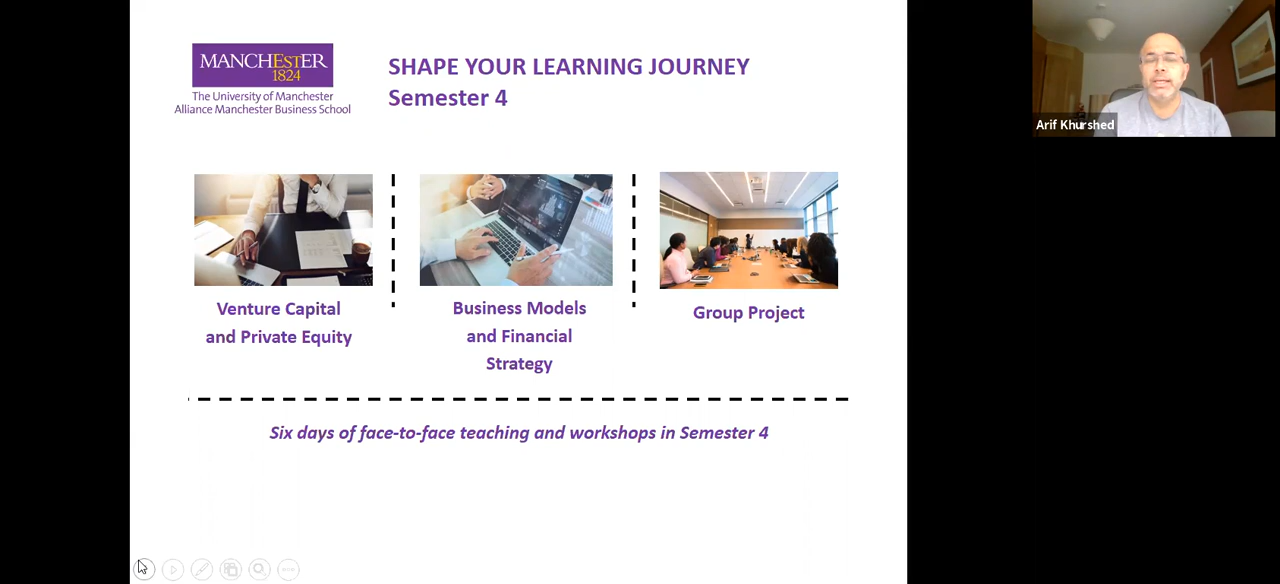 MANCHEstER
1824
The University of Manchester
Alliance Manchester Business School
SHAPE YOUR LEARNING JOURNEY
Semester 4
Venture Capital
and Private Equity
Business Models
and Financial
Strategy
Group Project
Six days of face-to-face teaching and workshops in Semester 4
Arif Khurshed